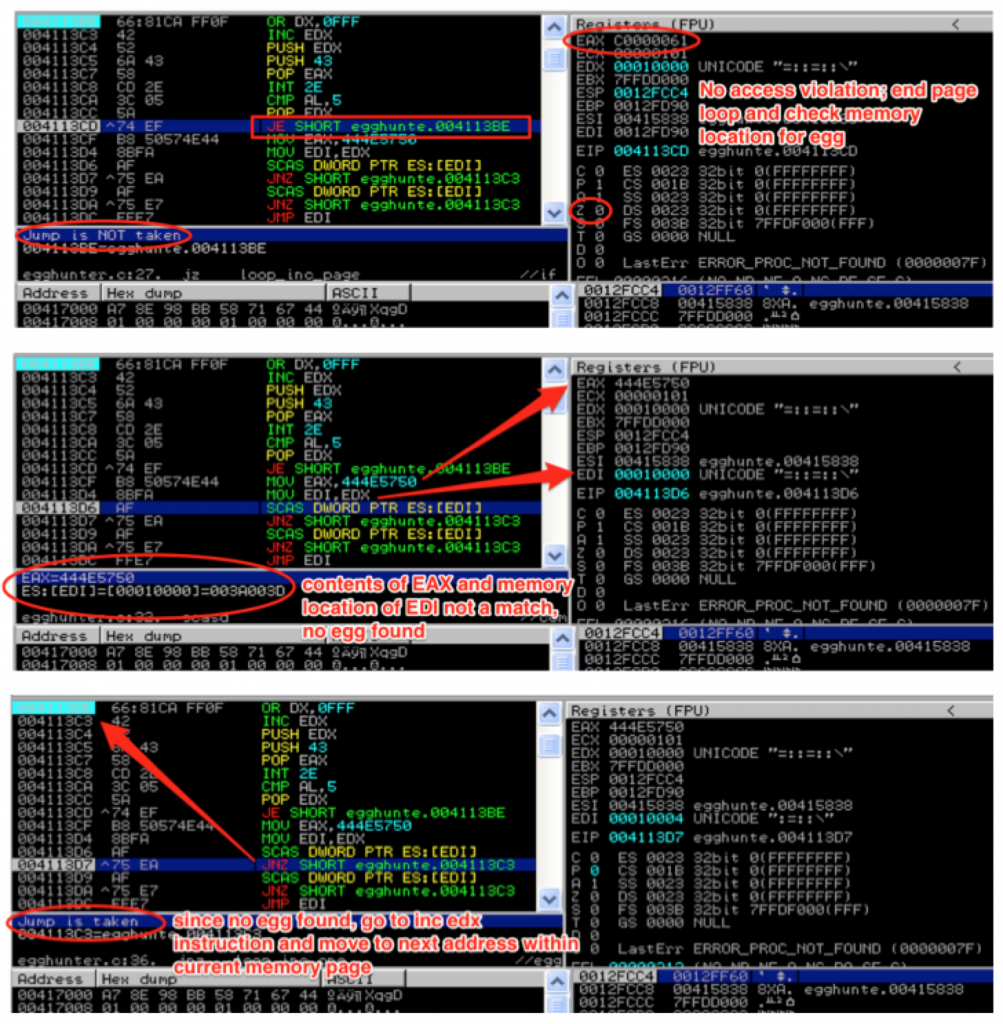 66:81CA FF0F OR DX,0FFF
004113C3 42 INC EDX
004113C4 52 PUSH EDX
004113C5 6A 43 PUSH 43
004113C7 58 POP EAX
004113C8 CD 2E INT 2E
004113CA 3C 05 CMP AL,5
004113CC 5A POP EDX
004113CD ^74 EF JE SHORT egghunte.004113BE
004113CF B8 50574E44 MOV EAX,444E5750
004113D4 8BFA MOV EDI,EDX
004113D6 AF SCAS DWORD PTR ES:[EDI]
004113D7 ^75 EA JNZ SHORT egghunte.004113C3
004113D9 AF SCAS DWORD PTR ES:[EDI]
004113DA ^75 E7 JNZ SHORT egghunte.004113C3
004113DC FFE7 JMP EDI
Jump is NOT taken
004113BE=egghunte.004113BE
egghunter.c:27. jz loop_inc_page //if
Address Hex dump ASCII
00417000 A7 8E 98 BB 58 71 67 44
00417008 01 00 00 00 01 00 00 00
Registers (FPU) <
EAX C0000061
ECX 00000101
EDX 00010000 UNICODE "=::=::\"
EBX 7FFDD000
ESP 0012FCC4
EBP 0012FD90
ESI 00415838
EDI 0012FD90
No access violation; end page
loop and check memory
location for egg
EIP 004113CD egghunte.004113CD
C 0 ES 0023 32bit 0(FFFFFFFF)
P 1 CS 001B 32bit 0(FFFFFFFF)
SS 0023 32bit 0(FFFFFFFF)
Z 0 DS 0023 32bit 0(FFFFFFFF)
S 0 FS 003B 32bit 7FFDF000(FFF)
T 0 GS 0000 NULL
D 0
O 0 LastErr ERROR_PROC_NOT_FOUND (0000007F)
0012FCC4 0012FF60
0012FCC8 00415838 8XA. egghunte.00415838
0012FCCC 7FFDD000
66:81CA FF0F OR DX,0FFF
004113C3 42 INC EDX
004113C4 52 PUSH EDX
004113C5 6A 43 PUSH 43
004113C7 58 POP EAX
004113C8 CD 2E INT 2E
004113CA 3C 05 CMP AL,5
004113CC 5A POP EDX
004113CD ^74 EF JE SHORT egghunte.004113BE
004113CF B8 50574E44 MOV EAX,444E5750
004113D4 8BFA MOV EDI,EDX
004113D6 AF SCAS DWORD PTR ES:[EDI]
004113D7 ^75 EA JNZ SHORT egghunte.004113C3
004113D9 AF SCAS DWORD PTR ES:[EDI]
004113DA ^75 E7 JNZ SHORT egghunte.004113C3
004113DC FFE7 JMP EDI
EAX=444E5750
ES:[EDI]=[00010000]=003A003D
contents of EAX and memory
location of EDI not a match,
no egg found
egghunter.c:33. scasd
Address Hex dump
00417000 A7 8E 98 BB 58 71 67 44
00417008 01 00 00 00 01 00 00 00
Registers (FPU) <
EAX 444E5750
ECX 00000101
EDX 00010000 UNICODE "=::=::\"
EBX 7FFDD000
ESP 0012FCC4
EBP 0012FD90
ESI 00415838 egghunte.00415838
EDI 00010000 UNICODE "=::=::\"
EIP 004113D6 egghunte.004113D6
C 0 ES 0023 32bit 0(FFFFFFFF)
P 1 CS 001B 32bit 0(FFFFFFFF)
A 1 SS 0023 32bit 0(FFFFFFFF)
Z 0 DS 0023 32bit 0(FFFFFFFF)
S 0 FS 003B 32bit 7FFDF000(FFF)
T 0 GS 0000 NULL
D 0
O 0 LastErr ERROR_PROC_NOT_FOUND (0000007F)
0012FCC4 0012FF60
0012FCC8 00415838 8XA. egghunte.00415838
0012FCCC 7FFDD000
66:81CA FF0F OR DX,0FFF
004113C3 42 INC EDX
004113C4 PUSH EDX
004113C5 43 PUSH 43
004113C7 58 POP EAX
004113C8 CD 2E INT 2E
004113CA 3C 05 CMP AL,5
004113CC 5A POP EDX
004113CD ^74 EF JE SHORT egghunte.004113BE
004113CF B8 50574E44 MOV EAX,444E5750
004113D4 8BFA MOV EDI,EDX
004113D6 AF SCAS DWORD PTR ES:[EDI]
004113D7 ^75 EA JNZ SHORT egghunte.004113C3
004113D9 AF SCAS DWORD PTR ES:[EDI]
004113DA ^75 E7 JNZ SHORT egghunte.004113C3
004113DC FFE7 JMP EDI
Jump is taken
since no egg found, go to inc edx
instruction and move to next address within
current memory page
egghunter.c:36.
Address Hex dump ASCII
00417000 A7 8E 98 BB 58 71 67 44
00417008 01 00 00 00 01 00 00 00
Registers (FPU) <
EAX 444E5750
ECX 00000101
EDX 00010000 UNICODE "=::=::\"
EBX 7FFDD000
ESP 0012FCC4
EBP 0012FD90
ESI 00415838 egghunte.00415838
EDI 00010004 UNICODE ":=::\"
EIP 004113D7 egghunte.004113D7
C 0 ES 0023 32bit 0(FFFFFFFF)
P 0 CS 001B 32bit 0(FFFFFFFF)
A 1 SS 0023 32bit 0(FFFFFFFF)
Z 0 DS 0023 32bit 0(FFFFFFFF)
S 0 FS 003B 32bit 7FFDF000(FFF)
T 0 GS 0000 NULL
D 0
O 0 LastErr ERROR_PROC_NOT_FOUND (0000007F)
0012FCC4 0012FF60
0012FCC8 00415838 8XA. egghunte.00415838
0012FCCC 7FFDD000